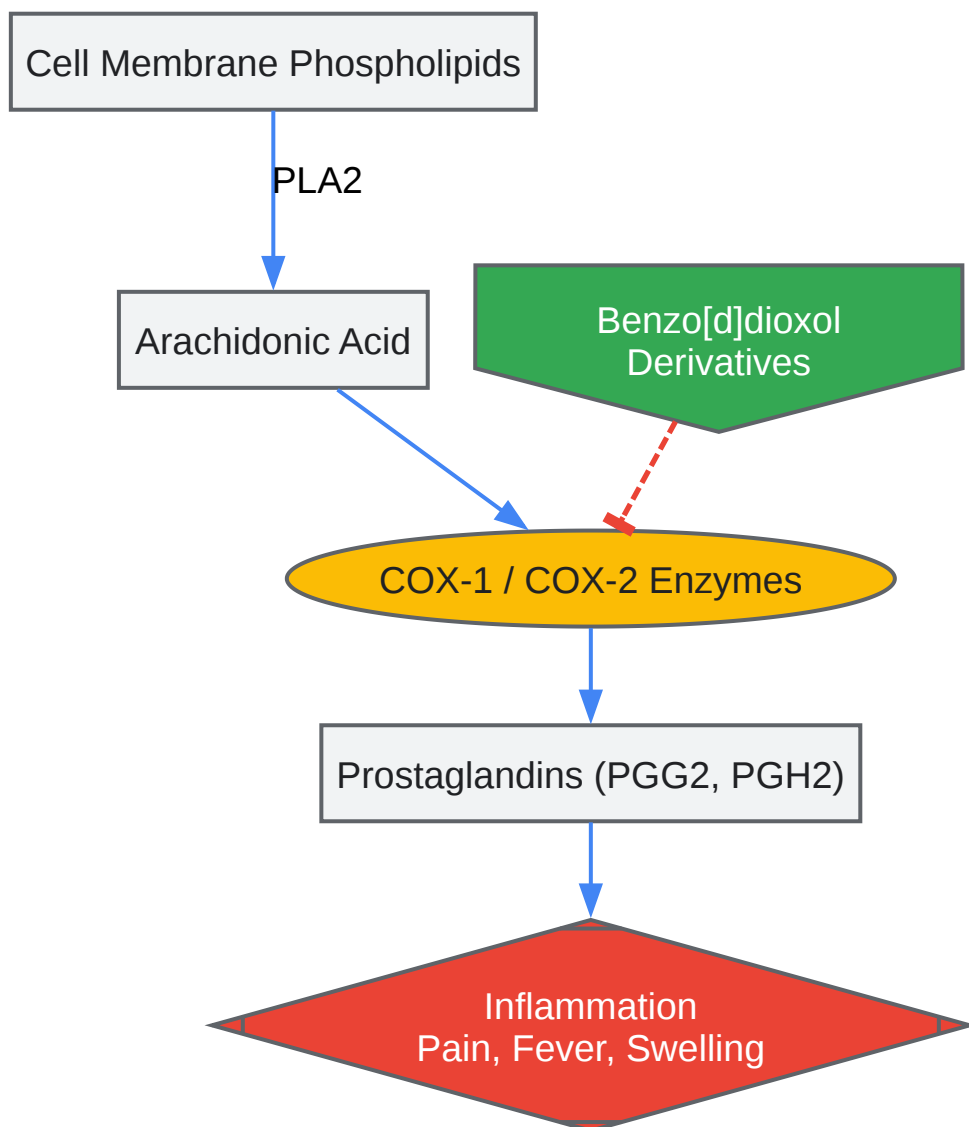 Cell Membrane Phospholipids
PLA2
Arachidonic Acid
Benzo[d]dioxol
Derivatives
COX-1 / COX-2 Enzymes
Prostaglandins (PGG2, PGH2)
Inflammation
Pain, Fever, Swelling